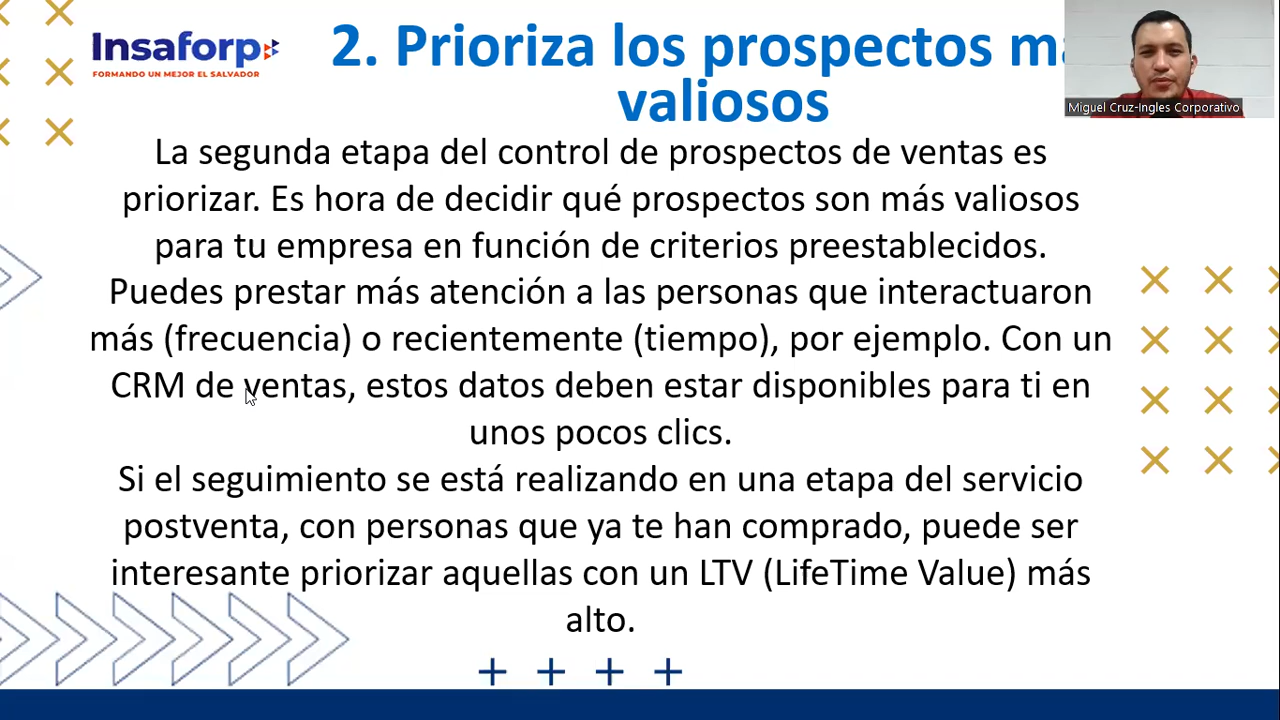 Insaforp
FORMANDO UN MEJOR EL SALVADOR
2. Prioriza los prospectos
valiosos
Miguel Cruz-Ingles Corporativo
La segunda etapa del control de prospectos de ventas es
priorizar. Es hora de decidir qué prospectos son más valiosos
para tu empresa en función de criterios preestablecidos.
Puedes prestar más atención a las personas que interactuaron
más (frecuencia) o recientemente (tiempo), por ejemplo. Con un
CRM de ventas, estos datos deben estar disponibles para ti en
unos pocos clics.
Si el seguimiento se está realizando en una etapa del servicio
postventa, con personas que ya te han comprado, puede ser
interesante priorizar aquellas con un LTV (LifeTime Value) más
alto.